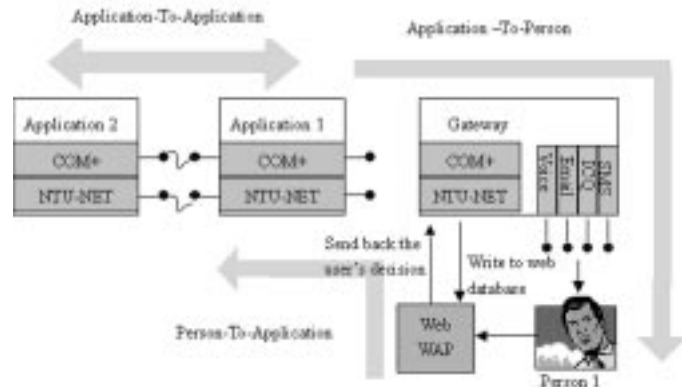 Application-To-Application
Application –To-Person
Application 2
Application 1
Gateway
COM+
COM+
COM+
NTU-NET
NTU-NET
NTU-NET
Voice
Email
ICQ
SMS
Send back the
user's decision
Write to web
database
Person-To-Application
Web
WAP
Person 1